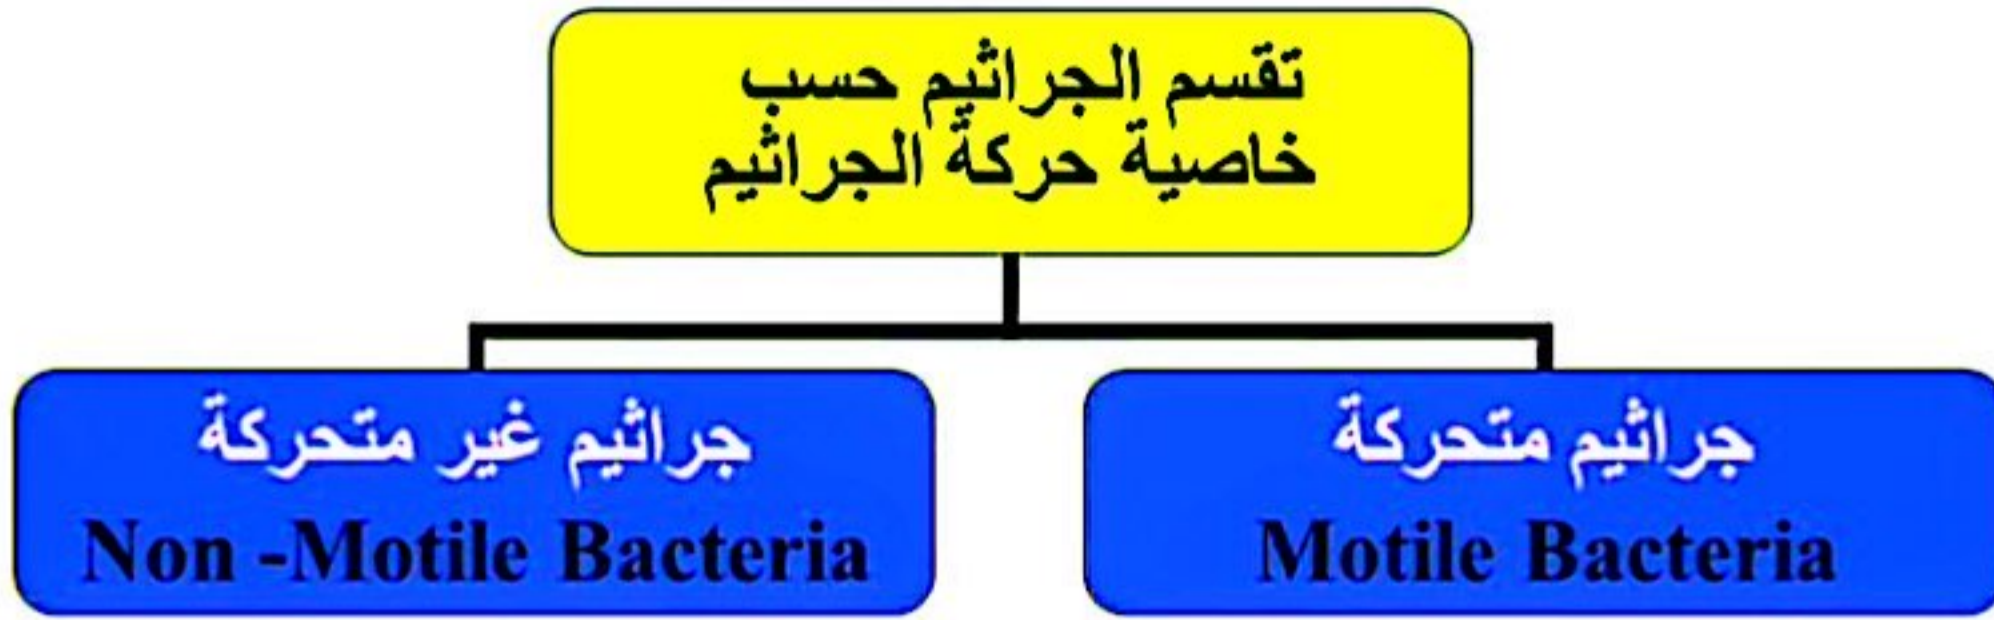 تقسم الجراثيم حسب
خاصية حركة الجراثيم
جراثيم متحركة
Motile Bacteria
جراثيم غير متحركة
Non -Motile Bacteria